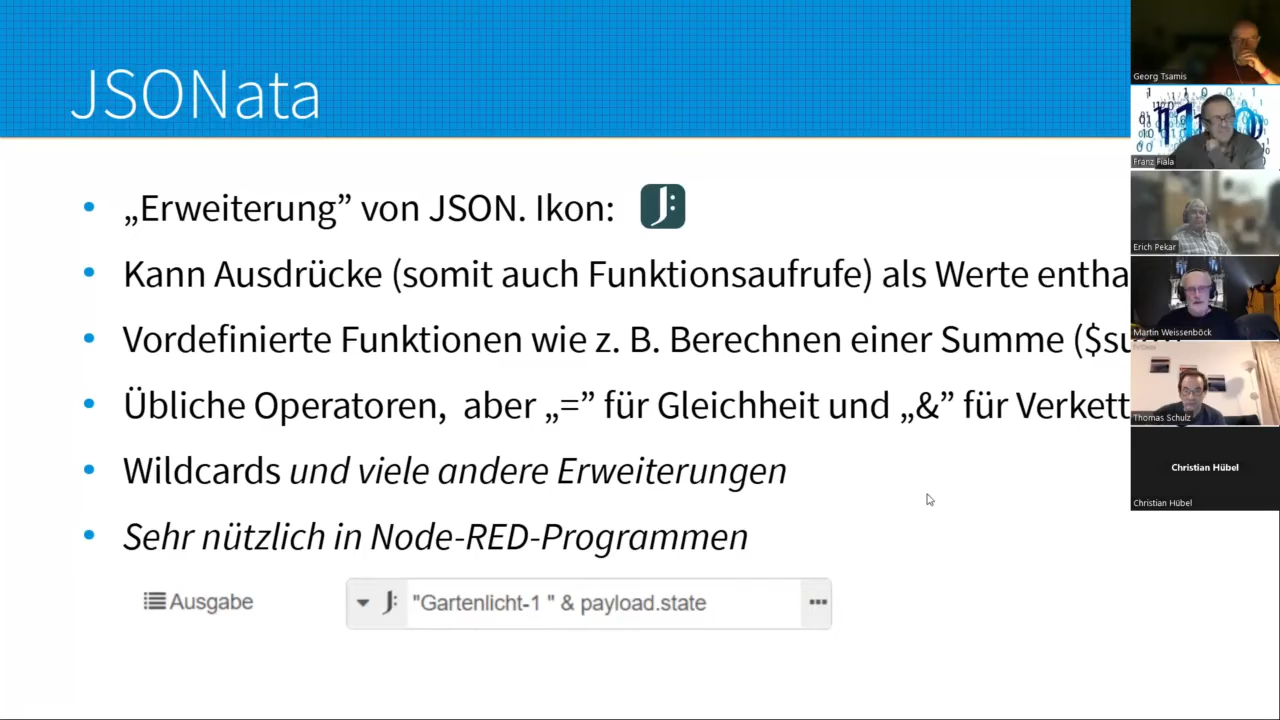 JSONata
„Erweiterung” von JSON. Ikon:
Kann Ausdrücke (somit auch Funktionsaufrufe) als Werte entha
Vordefinierte Funktionen wie z. B. Berechnen einer Summe ($su
Übliche Operatoren, aber „=” für Gleichheit und „&” für Verkett
Wildcards und viele andere Erweiterungen
Sehr nützlich in Node-RED-Programmen
Ausgabe
"Gartenlicht-1 " & payload.state
Georg Tsamis
Franz Fiala
Erich Pekar
Martin Weissenböck
Thomas Schulz
Christian Hübel
Christian Hübel